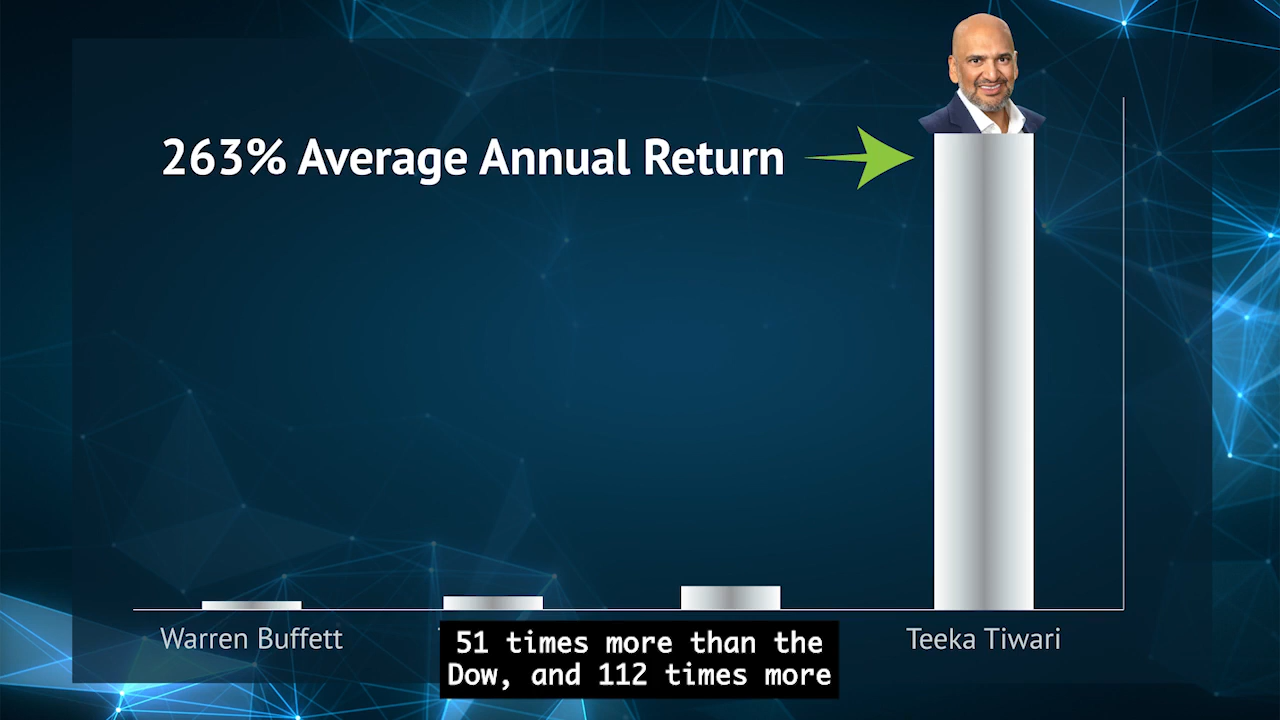 263% Average Annual Return
Warren Buffett
Teeka Tiwari
51 times more than the
Dow, and 112 times more